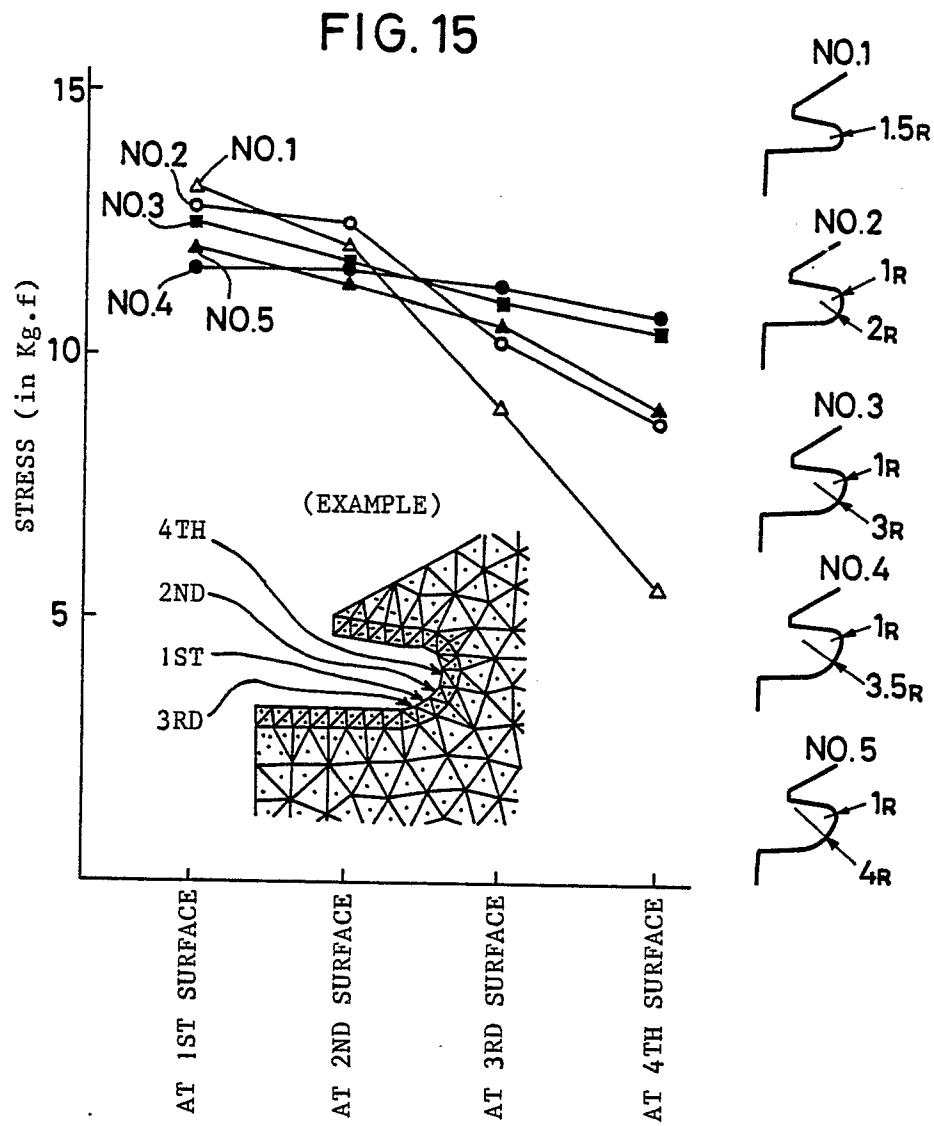 FIG. 15
STRESS (in Kg.f)
15
10
5
NO.2
NO.1
NO.3
NO.4
NO.5
(EXAMPLE)
4TH
2ND
1ST
3RD
AT 1ST SURFACE
AT 2ND SURFACE
AT 3RD SURFACE
AT 4TH SURFACE
NO.1
1.5R
NO.2
1R
2R
NO.3
1R
3R
NO.4
1R
3.5R
NO.5
1R
4R